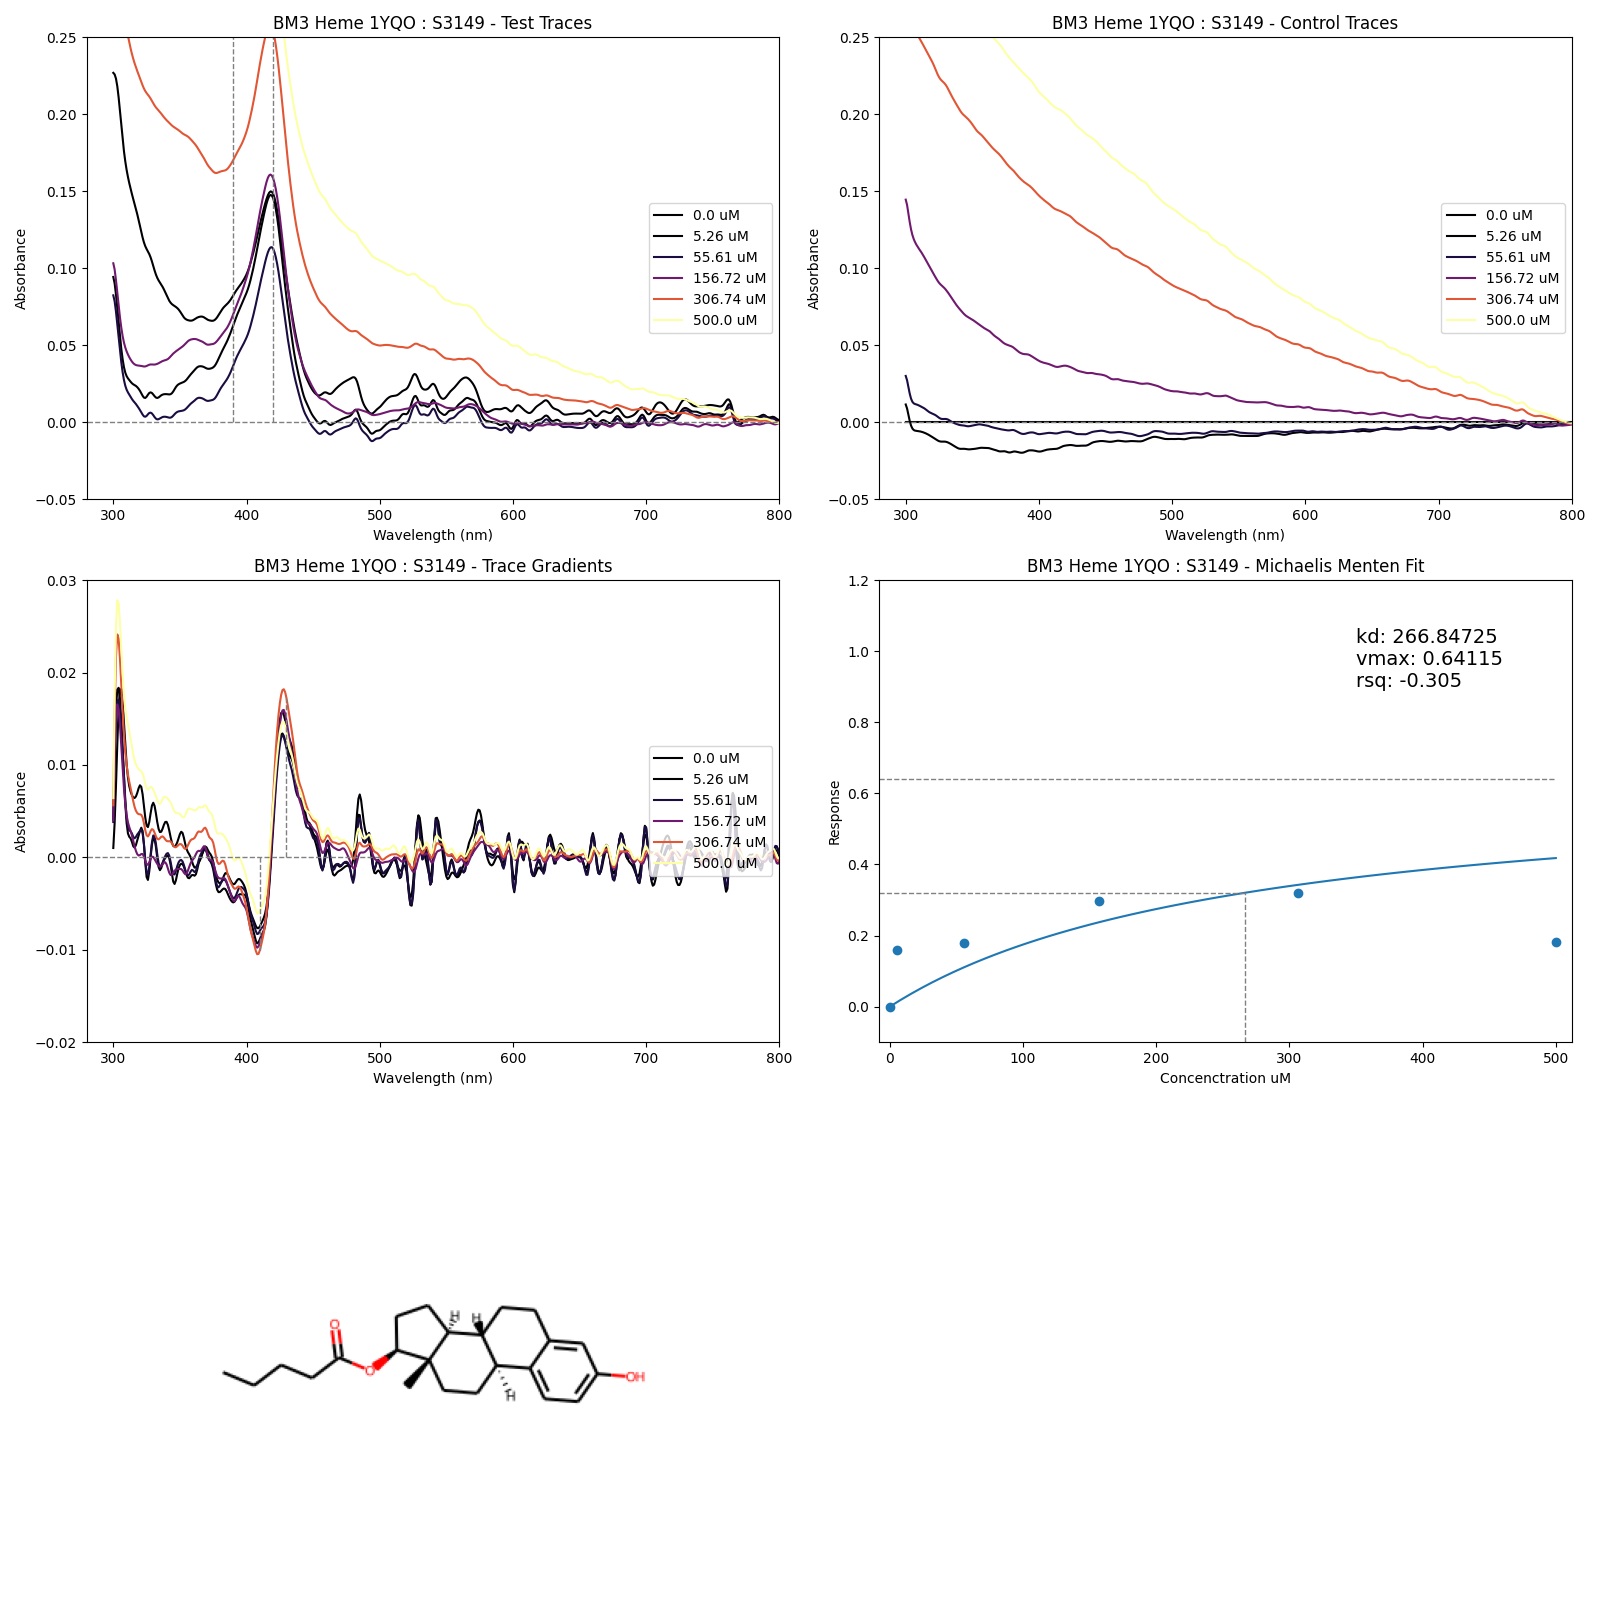 BM3 Heme 1YQO : S3149 - Test Traces
0.25
0.20
0.15
0.10
0.05
0.00
−0.05
Absorbance
300 400 500 600 700 800
Wavelength (nm)
0.0 uM
5.26 uM
55.61 uM
156.72 uM
306.74 uM
500.0 uM
BM3 Heme 1YQO : S3149 - Control Traces
0.25
0.20
0.15
0.10
0.05
0.00
−0.05
Absorbance
300 400 500 600 700 800
Wavelength (nm)
0.0 uM
5.26 uM
55.61 uM
156.72 uM
306.74 uM
500.0 uM
BM3 Heme 1YQO : S3149 - Trace Gradients
0.03
0.02
0.01
0.00
−0.01
−0.02
Absorbance
300 400 500 600 700 800
Wavelength (nm)
0.0 uM
5.26 uM
55.61 uM
156.72 uM
306.74 uM
500.0 uM
BM3 Heme 1YQO : S3149 - Michaelis Menten Fit
1.2
1.0
0.8
0.6
0.4
0.2
0.0
Response
kd: 266.84725
vmax: 0.64115
rsq: -0.305
0 100 200 300 400 500
Concenctration uM
O
O
H
H
H
OH